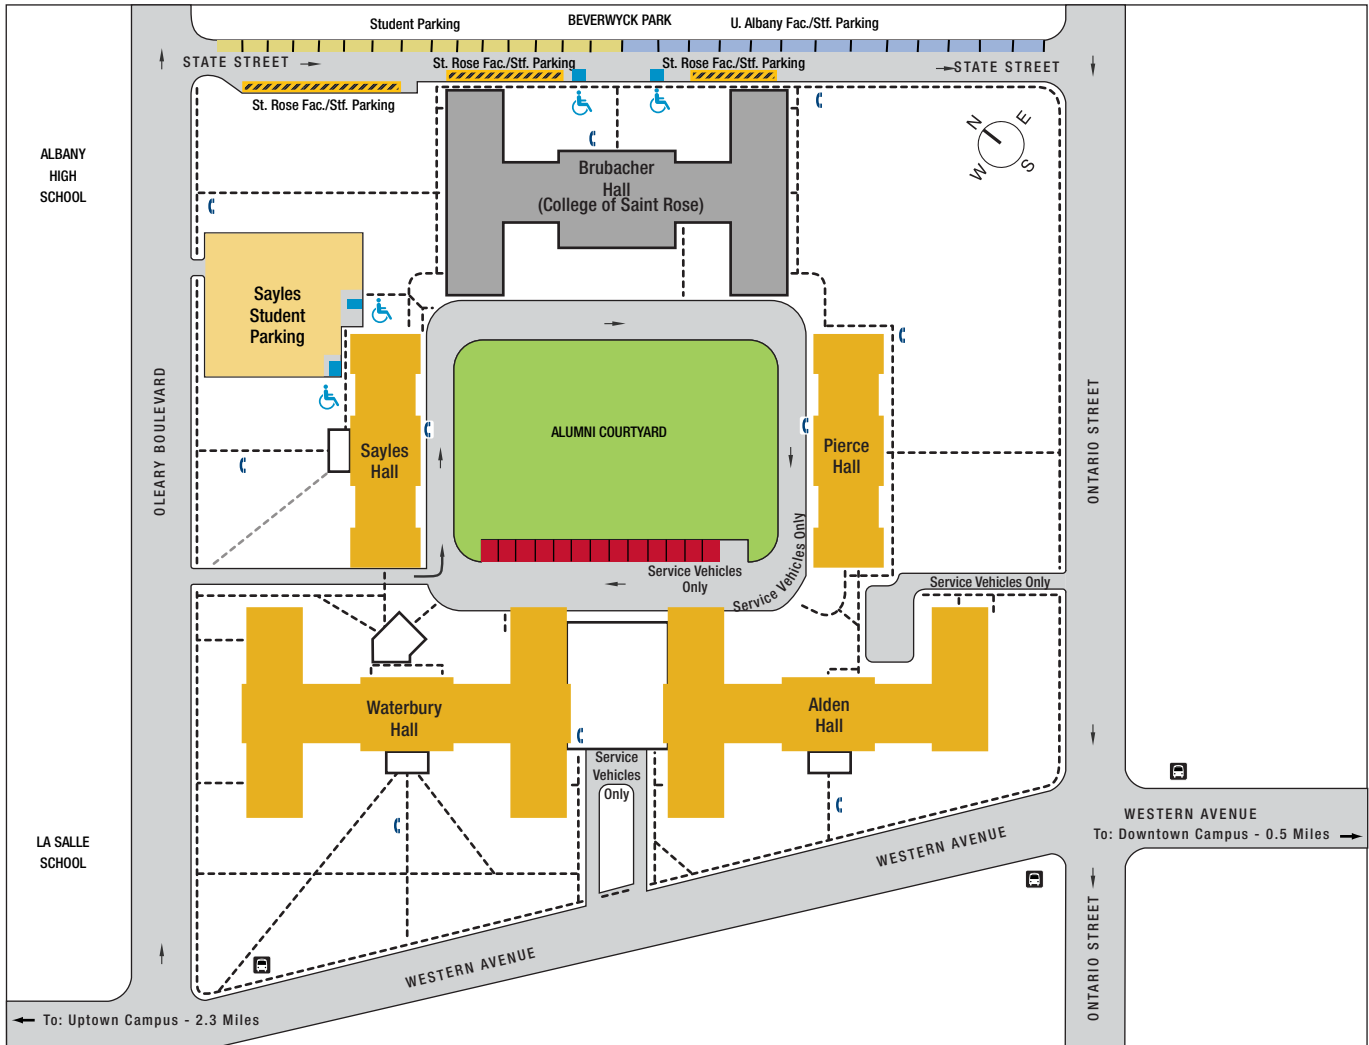 Student Parking
BEVERWYCK PARK
U. Albany Fac./Stf. Parking
STATE STREET
St. Rose Fac./Stf. Parking
St. Rose Fac./Stf. Parking
STATE STREET
St. Rose Fac./Stf. Parking
N
E
W
S
ALBANY
HIGH
SCHOOL
Brubacher
Hall
(College of Saint Rose)
Sayles
Student
Parking
OLEARY BOULEVARD
ALUMNI COURTYARD
Sayles
Hall
Pierce
Hall
ONTARIO STREET
Service Vehicles Only
Service Vehicles
Only
Service Vehicles Only
Waterbury
Hall
Alden
Hall
Service
Vehicles
Only
LA SALLE
SCHOOL
WESTERN AVENUE
To: Downtown Campus - 0.5 Miles
WESTERN AVENUE
WESTERN AVENUE
ONTARIO STREET
To: Uptown Campus - 2.3 Miles